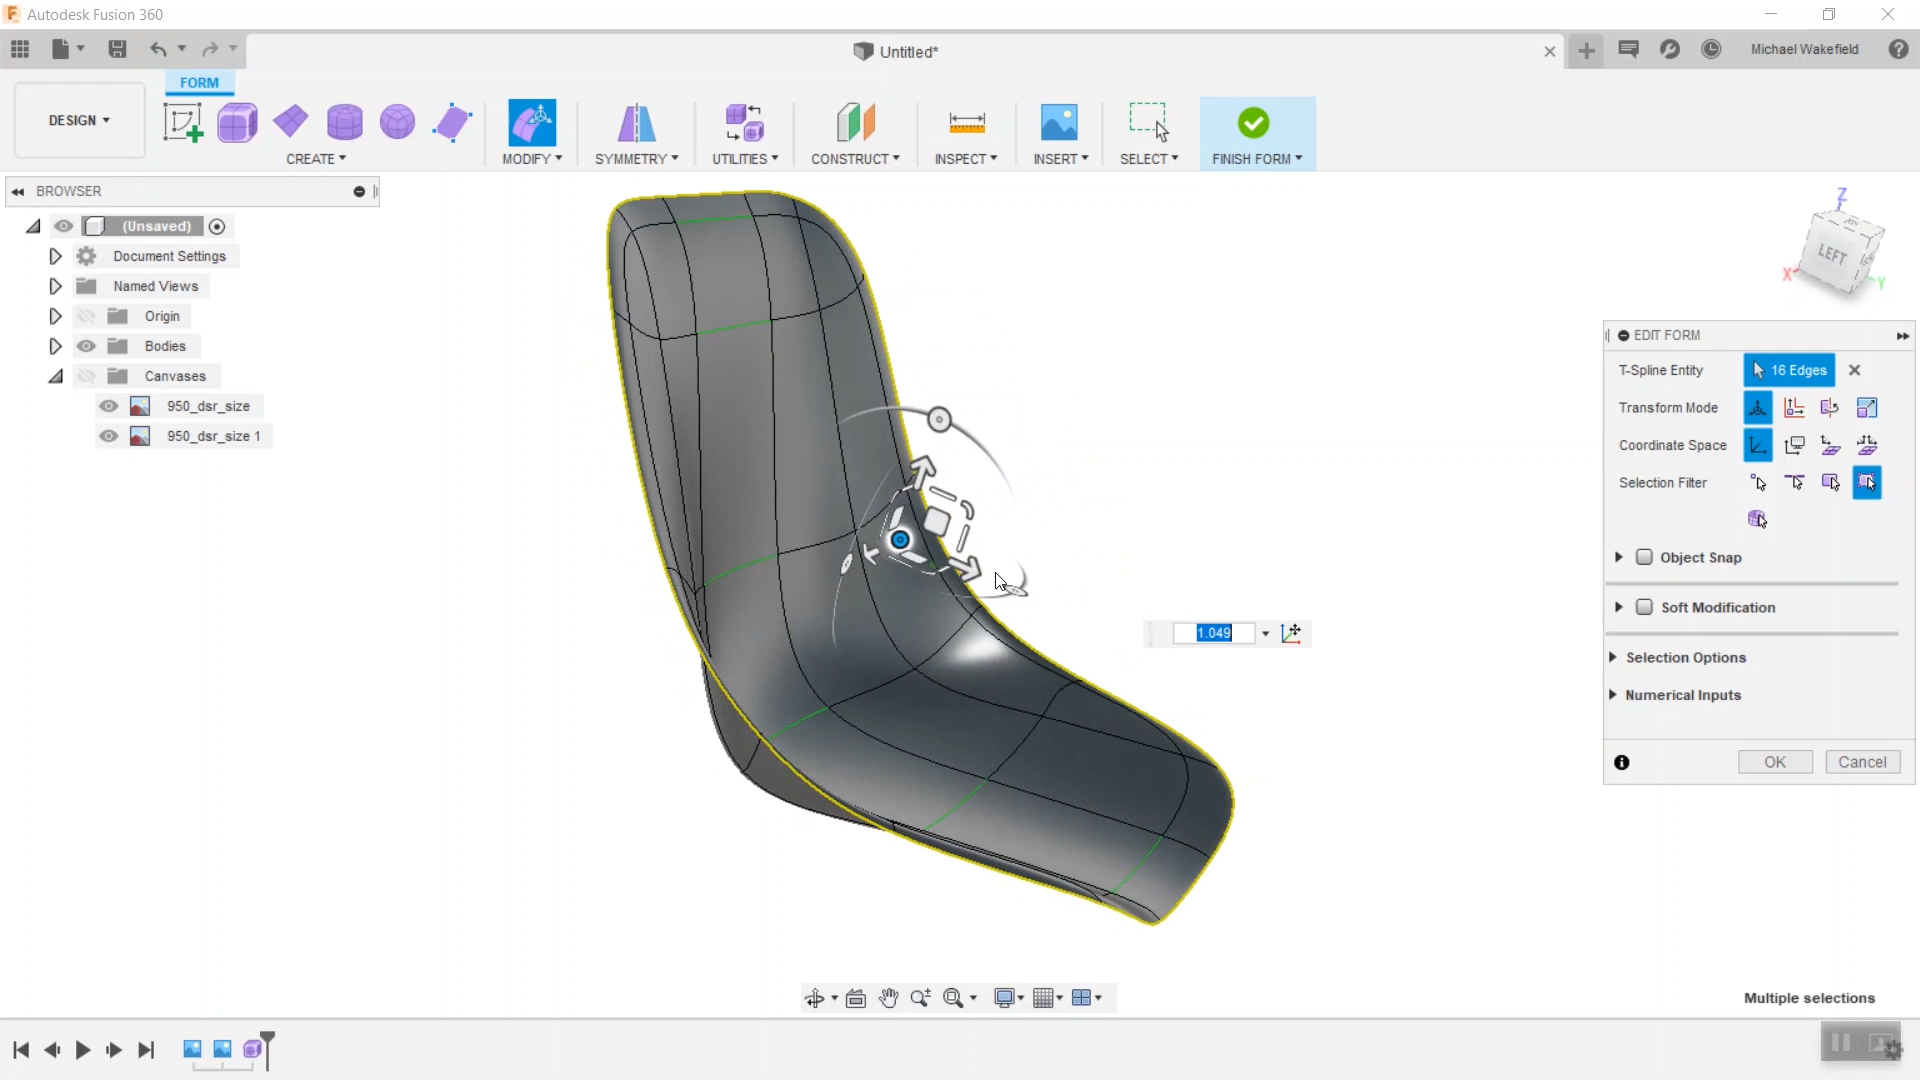 Autodesk Fusion 360
Untitled*
Michael Wakefield
FORM
DESIGN
CREATE
MODIFY
SYMMETRY
UTILITIES
CONSTRUCT
INSPECT
INSERT
SELECT
FINISH FORM
BROWSER
(Unsaved)
Document Settings
Named Views
Origin
Bodies
Canvases
950_dsr_size
950_dsr_size 1
Z
LEFT
X
Y
EDIT FORM
T-Spline Entity
16 Edges
Transform Mode
Coordinate Space
Selection Filter
Object Snap
Soft Modification
Selection Options
Numerical Inputs
OK
Cancel
1.049
Multiple selections